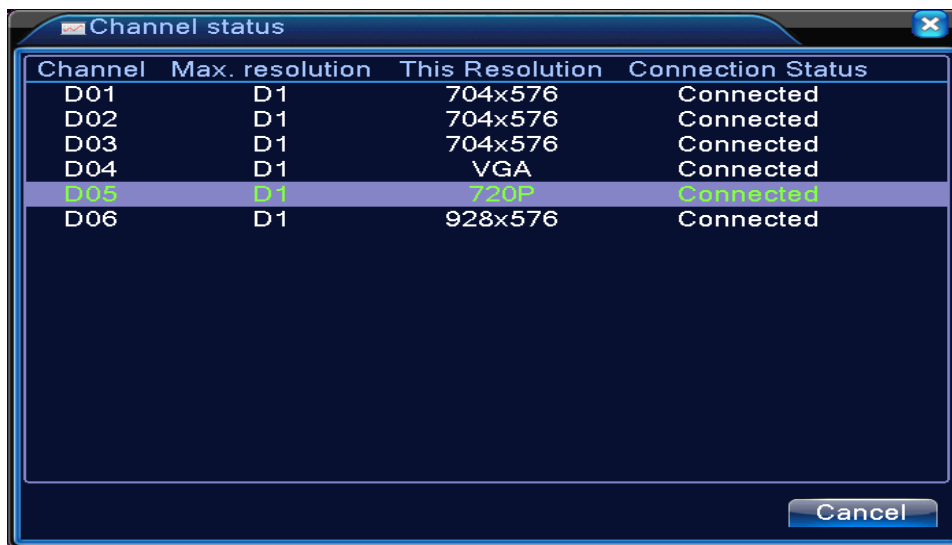 Channel status
Channel Max. resolution This Resolution Connection Status
D01 D1 704x576 Connected
D02 D1 704x576 Connected
D03 D1 704x576 Connected
D04 D1 VGA Connected
D05 D1 720P Connected
D06 D1 928x576 Connected
Cancel